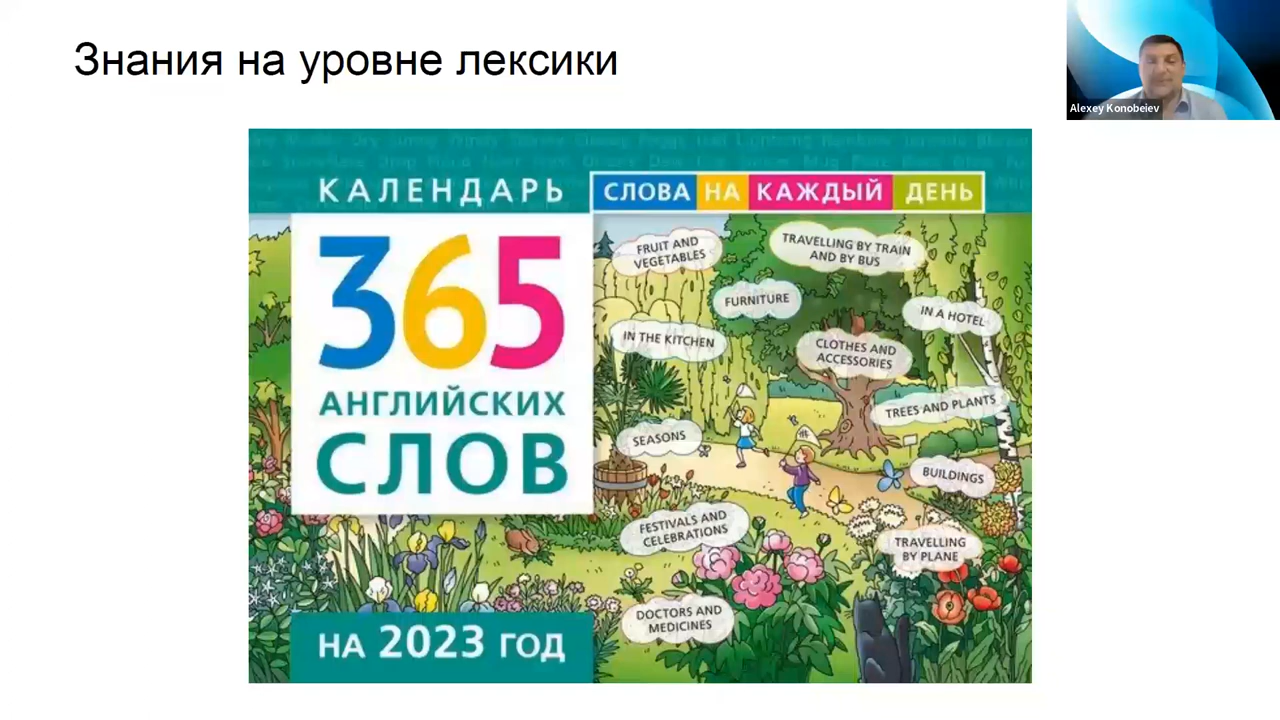 Знания на уровне лексики
Alexey Konobeiev
КАЛЕНДАРЬ
СЛОВА НА КАЖДЫЙ ДЕНЬ
365
АНГЛИЙСКИХ
СЛОВ
НА 2023 ГОД
FRUIT AND
VEGETABLES
TRAVELLING BY TRAIN
AND BY BUS
FURNITURE
IN A HOTEL
IN THE KITCHEN
CLOTHES AND
ACCESSORIES
TREES AND PLANTS
SEASONS
BUILDINGS
FESTIVALS AND
CELEBRATIONS
TRAVELLING
BY PLANE
DOCTORS AND
MEDICINES